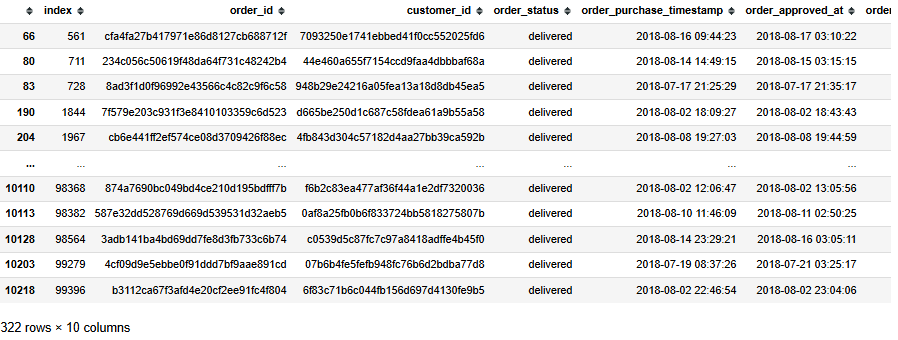 index order_id customer_id order_status order_purchase_timestamp order_approved_at order
66 561 cfa4fa27b417971e86d8127cb688712f 7093250e1741ebbed41f0cc552025fd6 delivered 2018-08-16 09:44:23 2018-08-17 03:10:22
80 711 234c056c50619f48da64f731c48242b4 44e460a655f7154ccd9faa4dbbbaf68a delivered 2018-08-14 14:49:15 2018-08-15 03:15:15
83 728 8ad3f1d0f96992e43566c4c82c9f6c58 948b29e24216a05fea13a18d8db45ea5 delivered 2018-07-17 21:25:29 2018-07-17 21:35:17
190 1844 7f579e203c931f3e8410103359c6d523 d665be250d1c687c58fdea61a9b55a58 delivered 2018-08-02 18:09:27 2018-08-02 18:43:43
204 1967 cb6e441ff2ef574ce08d3709426f88ec 4fb843d304c57182d4aa27bb39ca592b delivered 2018-08-08 19:27:03 2018-08-08 19:44:59
... ... ... ... ... ... ...
10110 98368 874a7690bc049bd4ce210d195bdfff7b f6b2c83ea477af36f44a1e2df7320036 delivered 2018-08-02 12:06:47 2018-08-02 13:05:56
10113 98382 587e32dd528769d669d539531d32aeb5 0af8a25fb0b6f833724bb5818275807b delivered 2018-08-10 11:46:09 2018-08-11 02:50:25
10128 98564 3adb141ba4bd69dd7fe8d3fb733c6b74 c0539d5c87fc7c97a8418adffe4b45f0 delivered 2018-08-14 23:29:21 2018-08-16 03:05:11
10203 99279 4cf09d9e5ebbe0f91ddd7bf9aae891cd 07b6b4fe5fefb948fc76b6d2bdba77d8 delivered 2018-07-19 08:37:26 2018-07-21 03:25:17
10218 99396 b3112ca67f3afd4e20cf2ee91fc4f804 6f83c71b6c044fb156d697d4130fe9b5 delivered 2018-08-02 22:46:54 2018-08-02 23:04:06
322 rows × 10 columns